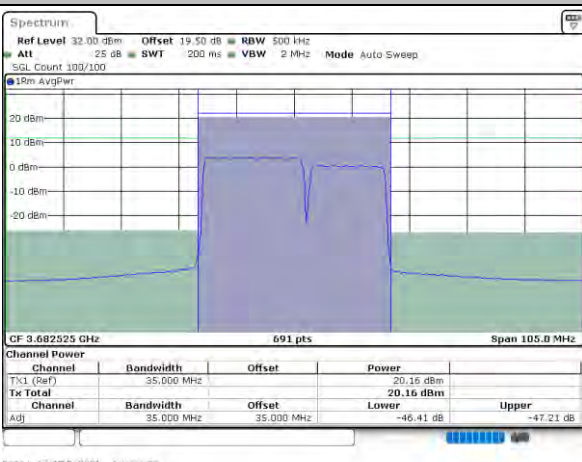 Spectrum
Ref Level 32.00 dBm Offset 19.50 dB RBW 500 kHz
Att 25 dB SWT 200 ms VBW 2 MHz Mode Auto Sweep
SGL Count 100/100
1Rm AvgPwr
20 dBm
10 dBm
0 dBm
-10 dBm
-20 dBm
CF 3.682525 GHz 691 pts Span 105.0 MHz
Channel Power
Channel Bandwidth Offset Power
TX1 (Ref) 35.000 MHz 20.16 dBm
Tx Total 20.16 dBm
Channel Bandwidth Offset Lower Upper
Adj 35.000 MHz 35.000 MHz -46.41 dB -47.21 dB